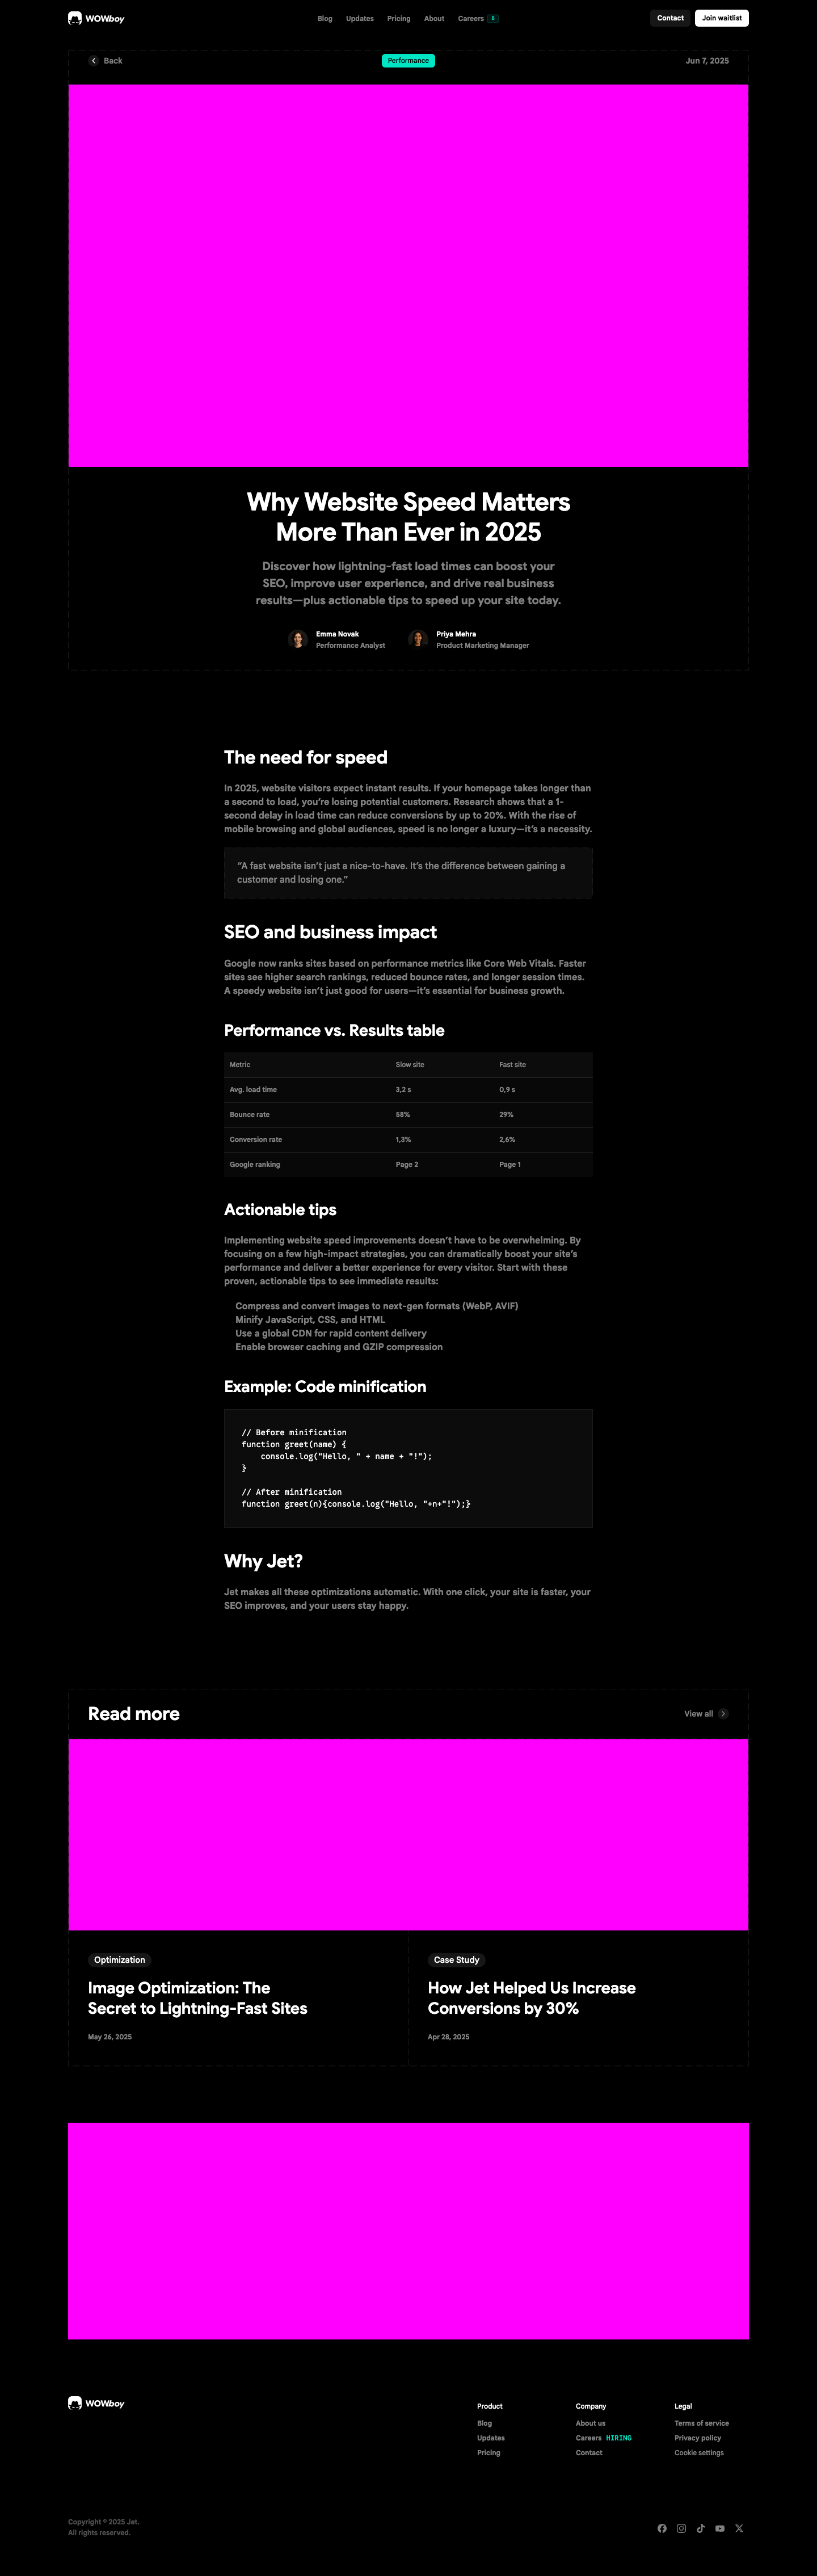 WOWboy
Blog Updates Pricing About Careers 8
Contact Join waitlist
Back Performance Jun 7, 2025
Why Website Speed Matters
More Than Ever in 2025
Discover how lightning-fast load times can boost your
SEO, improve user experience, and drive real business
results—plus actionable tips to speed up your site today.
Emma Novak
Performance Analyst
Priya Mehra
Product Marketing Manager
The need for speed
In 2025, website visitors expect instant results. If your homepage takes longer than
a second to load, you’re losing potential customers. Research shows that a 1-
second delay in load time can reduce conversions by up to 20%. With the rise of
mobile browsing and global audiences, speed is no longer a luxury—it’s a necessity.
“A fast website isn’t just a nice-to-have. It’s the difference between gaining a
customer and losing one.”
SEO and business impact
Google now ranks sites based on performance metrics like Core Web Vitals. Faster
sites see higher search rankings, reduced bounce rates, and longer session times.
A speedy website isn’t just good for users—it’s essential for business growth.
Performance vs. Results table
Metric Slow site Fast site
Avg. load time 3,2 s 0,9 s
Bounce rate 58% 29%
Conversion rate 1,3% 2,6%
Google ranking Page 2 Page 1
Actionable tips
Implementing website speed improvements doesn’t have to be overwhelming. By
focusing on a few high-impact strategies, you can dramatically boost your site’s
performance and deliver a better experience for every visitor. Start with these
proven, actionable tips to see immediate results:
Compress and convert images to next-gen formats (WebP, AVIF)
Minify JavaScript, CSS, and HTML
Use a global CDN for rapid content delivery
Enable browser caching and GZIP compression
Example: Code minification
// Before minification
function greet(name) {
    console.log("Hello, " + name + "!");
}
// After minification
function greet(n){console.log("Hello, "+n+"!");}
Why Jet?
Jet makes all these optimizations automatic. With one click, your site is faster, your
SEO improves, and your users stay happy.
Read more
View all
Optimization
Image Optimization: The
Secret to Lightning-Fast Sites
May 26, 2025
Case Study
How Jet Helped Us Increase
Conversions by 30%
Apr 28, 2025
WOWboy
Product
Blog
Updates
Pricing
Company
About us
Careers HIRING
Contact
Legal
Terms of service
Privacy policy
Cookie settings
Copyright © 2025 Jet.
All rights reserved.